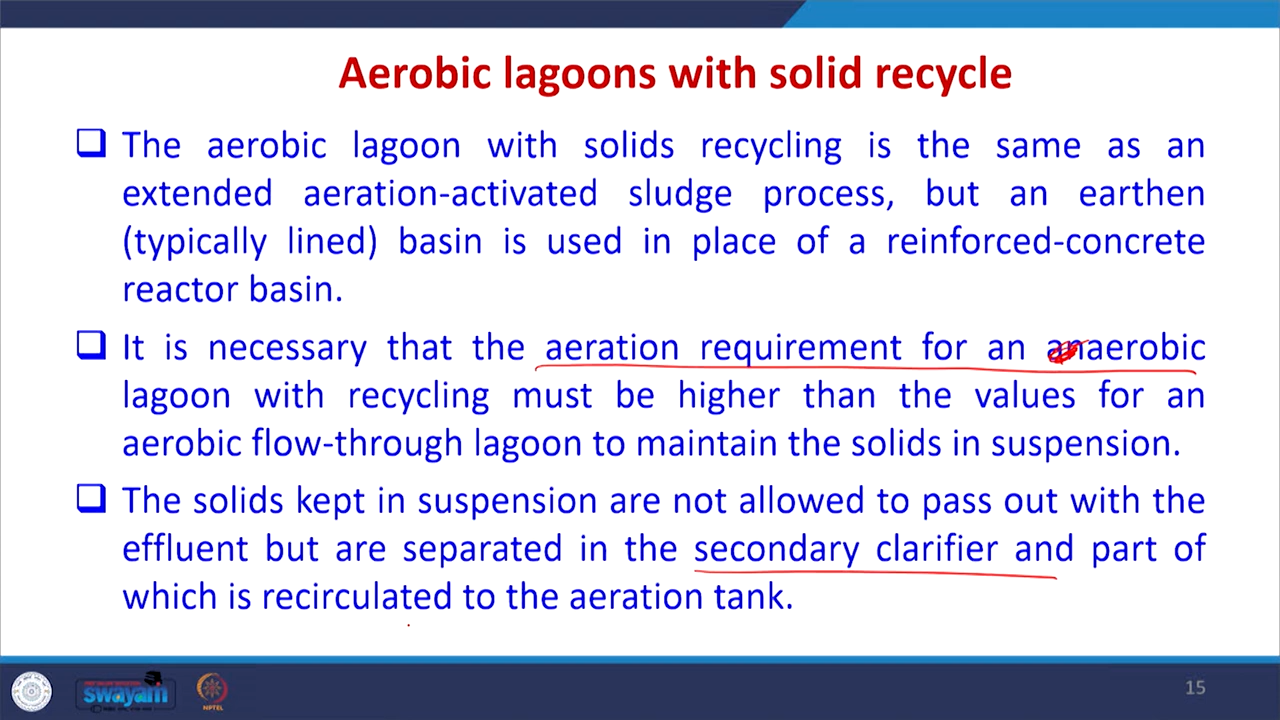 Aerobic lagoons with solid recycle
The aerobic lagoon with solids recycling is the same as an
extended aeration-activated sludge process, but an earthen
(typically lined) basin is used in place of a reinforced-concrete
reactor basin.
It is necessary that the aeration requirement for an anaerobic
lagoon with recycling must be higher than the values for an
aerobic flow-through lagoon to maintain the solids in suspension.
The solids kept in suspension are not allowed to pass out with the
effluent but are separated in the secondary clarifier and part of
which is recirculated to the aeration tank.
swayam
NPTEL
15